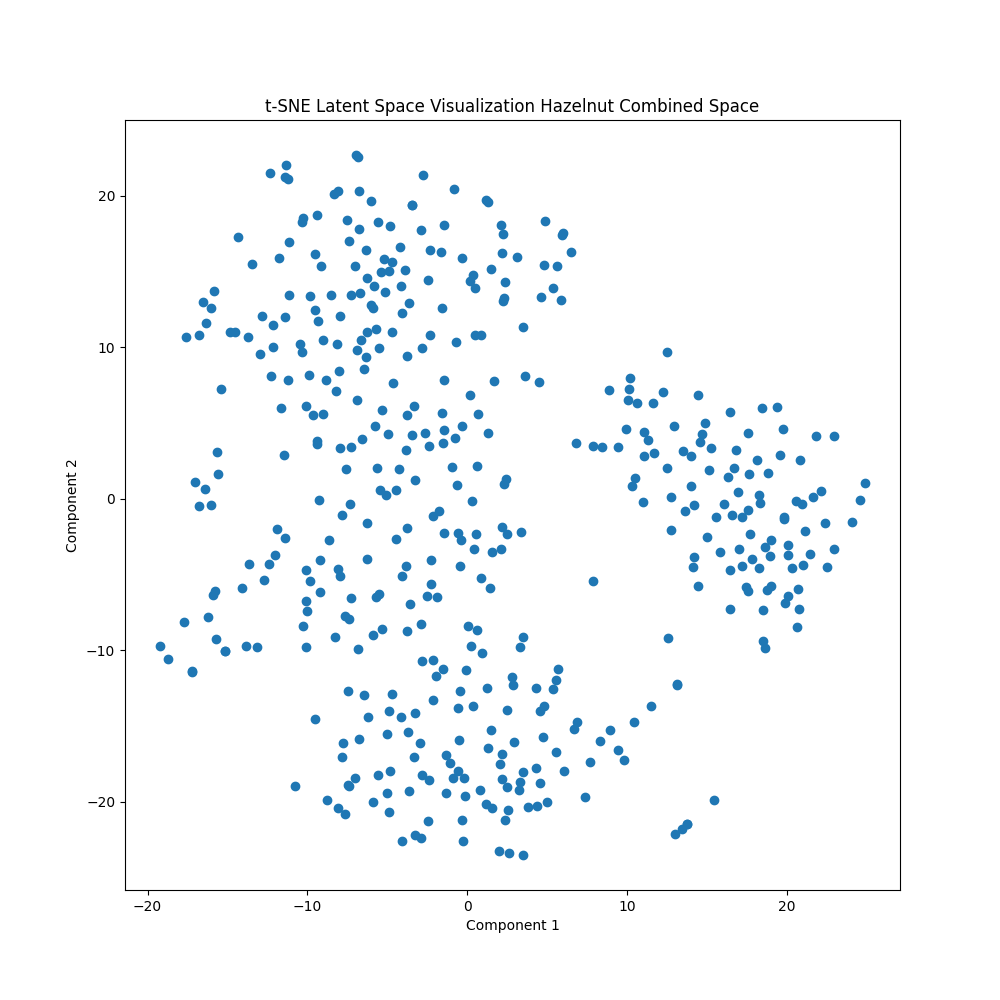 t-SNE Latent Space Visualization Hazelnut Combined Space
20
10
0
−10
−20
Component 2
−20 −10 0 10 20
Component 1